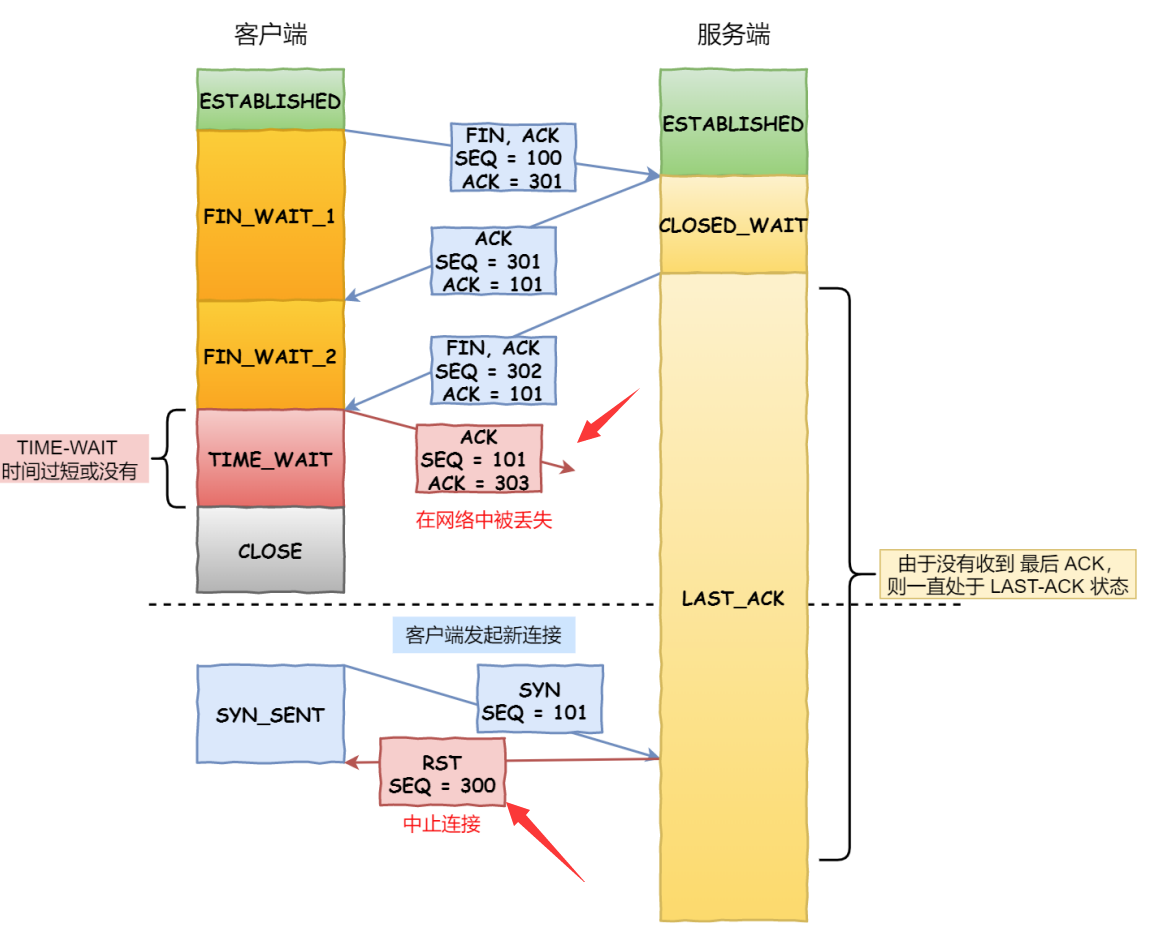 客户端
服务端
ESTABLISHED
ESTABLISHED
FIN, ACK
SEQ = 100
ACK = 301
FIN_WAIT_1
CLOSED_WAIT
ACK
SEQ = 301
ACK = 101
FIN_WAIT_2
FIN, ACK
SEQ = 302
ACK = 101
TIME-WAIT
时间过短或没有
TIME_WAIT
ACK
SEQ = 101
ACK = 303
在网络中被丢失
CLOSE
LAST_ACK
由于没有收到 最后 ACK，
则一直处于 LAST-ACK 状态
客户端发起新连接
SYN_SENT
SYN
SEQ = 101
RST
SEQ = 300
中止连接